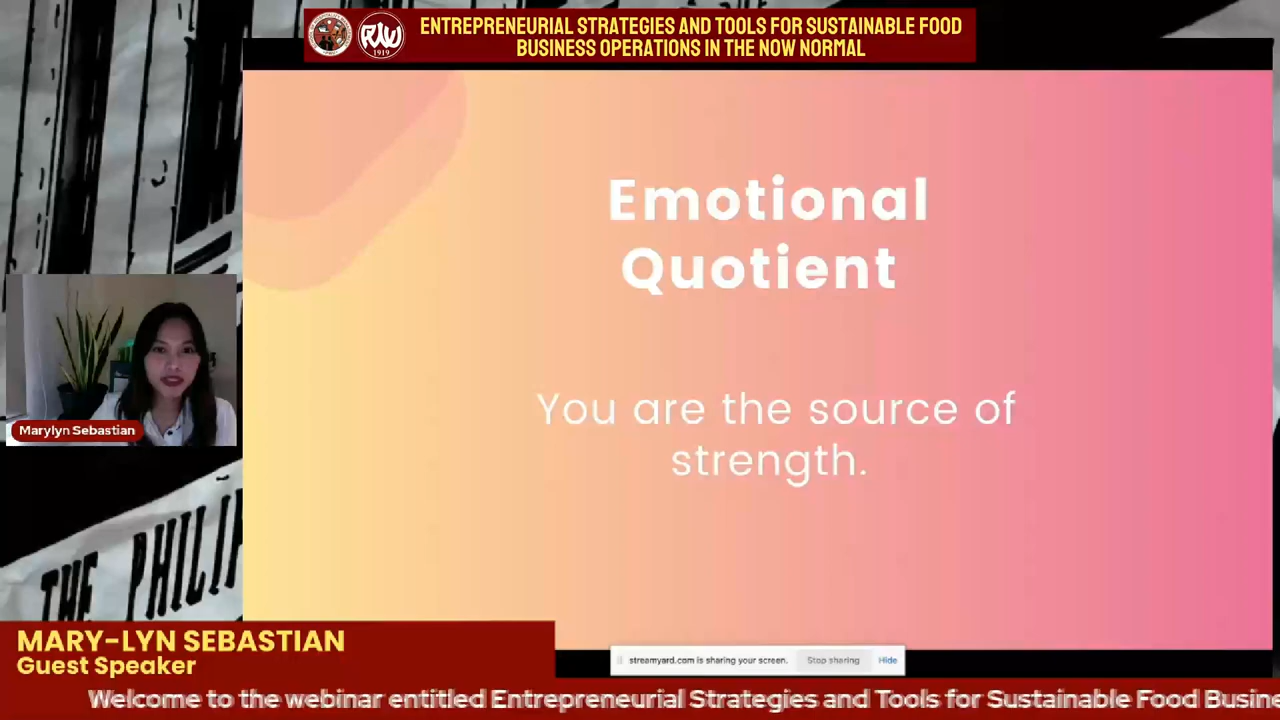 ENTREPRENEURIAL STRATEGIES AND TOOLS FOR SUSTAINABLE FOOD
BUSINESS OPERATIONS IN THE NOW NORMAL
1919
Emotional
Quotient
You are the source of
strength.
Marylyn Sebastian
THE PHILIP
MARY-LYN SEBASTIAN
Guest Speaker
streamyard.com is sharing your screen. Stop sharing Hide
Welcome to the webinar entitled Entrepreneurial Strategies and Tools for Sustainable Food Busine